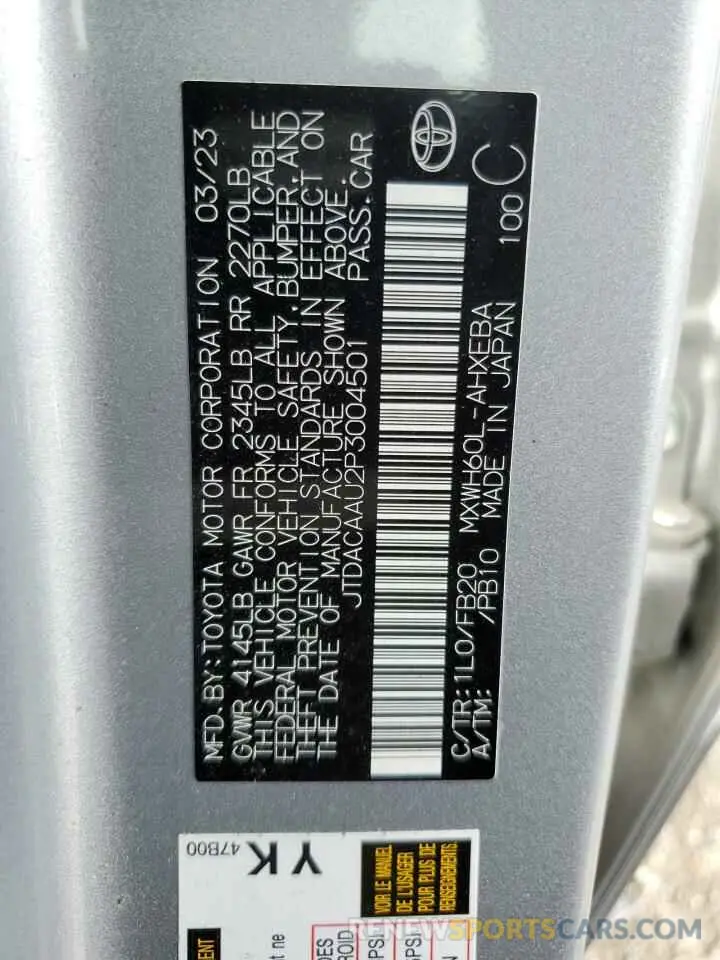 MFD. BY: TOYOTA MOTOR CORPORATION 03/23
GVWR 4145LB GAWR FR 2345LB RR 2270LB
THIS VEHICLE CONFORMS TO ALL APPLICABLE
FEDERAL MOTOR VEHICLE SAFETY, BUMPER, AND
THEFT PREVENTION STANDARDS IN EFFECT ON
THE DATE OF MANUFACTURE SHOWN ABOVE.
JTDACAAU2P3004501 PASS. CAR
C/TR: 1L0/FB20 MXWH60L-AHXEBA
A/TM: /PB10 MADE IN JAPAN
100 C
47B00
YK
VOIR LE MANUEL
DE L'USAGER
POUR PLUS DE
RENSEIGNEMENTS.
RENEWSPORTSCARS.COM